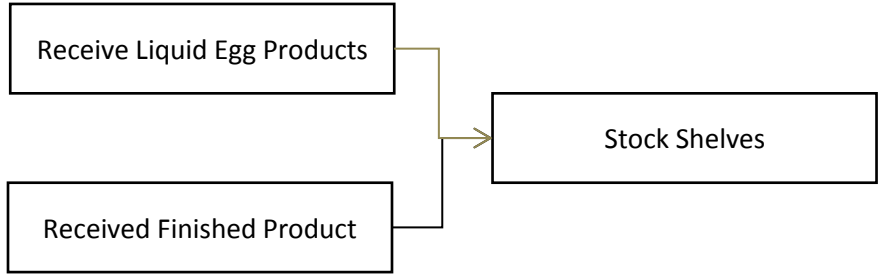 Receive Liquid Egg Products
Stock Shelves
Received Finished Product